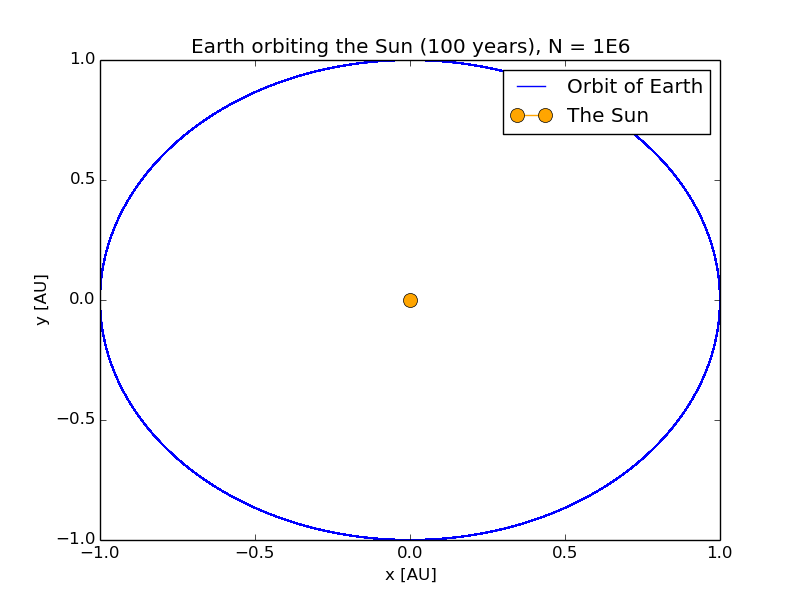 Earth orbiting the Sun (100 years), N = 1E6
Orbit of Earth
The Sun
1.0
0.5
0.0
−0.5
−1.0
y [AU]
−1.0 −0.5 0.0 0.5 1.0
x [AU]